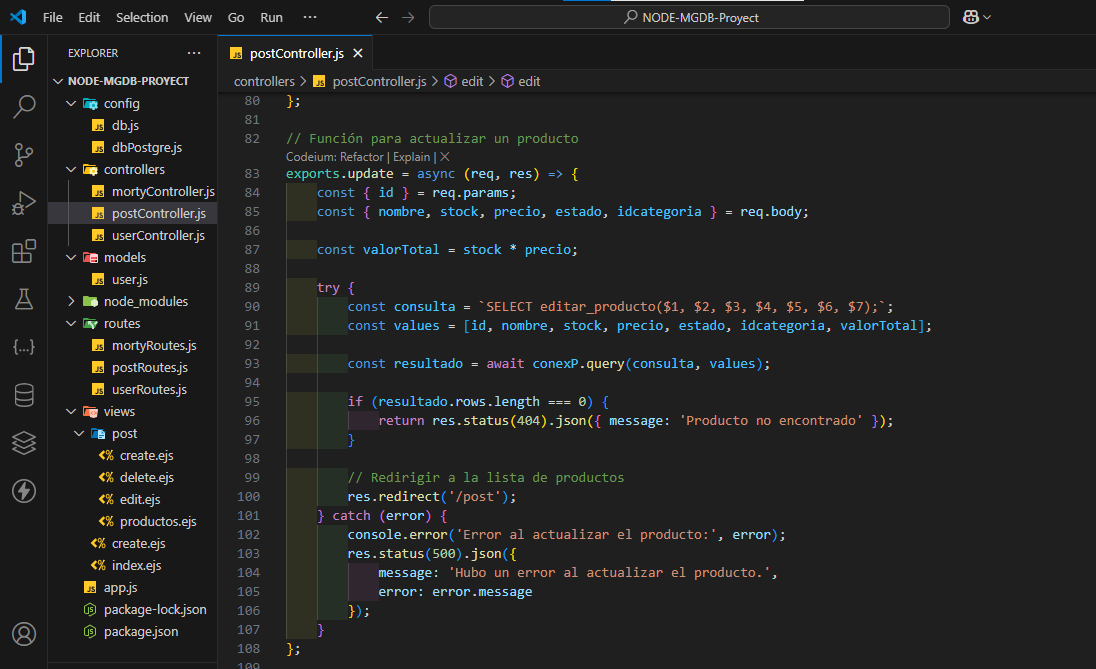 File Edit Selection View Go Run ··· ← → NODE-MGDB-Proyect
EXPLORER ···
NODE-MGDB-PROYECT
config
db.js
dbPostgre.js
controllers
mortyController.js
postController.js
userController.js
models
user.js
node_modules
routes
mortyRoutes.js
postRoutes.js
userRoutes.js
views
post
create.ejs
delete.ejs
edit.ejs
productos.ejs
create.ejs
index.ejs
app.js
package-lock.json
package.json
JS postController.js ×
controllers > JS postController.js > edit > edit
80 };
81
82 // Función para actualizar un producto
Codeium: Refactor | Explain | ×
83 exports.update = async (req, res) => {
84 const { id } = req.params;
85 const { nombre, stock, precio, estado, idcategoria } = req.body;
86
87 const valorTotal = stock * precio;
88
89 try {
90 const consulta = `SELECT editar_producto($1, $2, $3, $4, $5, $6, $7);`;
91 const values = [id, nombre, stock, precio, estado, idcategoria, valorTotal];
92
93 const resultado = await conexP.query(consulta, values);
94
95 if (resultado.rows.length === 0) {
96 return res.status(404).json({ message: 'Producto no encontrado' });
97 }
98
99 // Redirigir a la lista de productos
100 res.redirect('/post');
101 } catch (error) {
102 console.error('Error al actualizar el producto:', error);
103 res.status(500).json({
104 message: 'Hubo un error al actualizar el producto.',
105 error: error.message
106 });
107 }
108 };
109